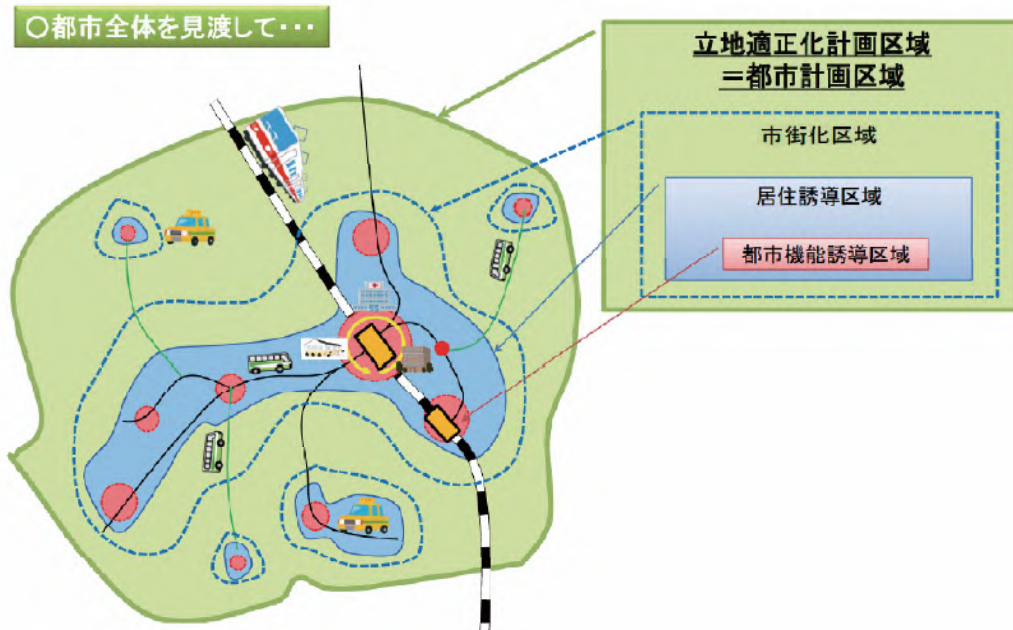 〇都市全体を見渡して・・・
立地適正化計画区域
＝都市計画区域
市街化区域
居住誘導区域
都市機能誘導区域